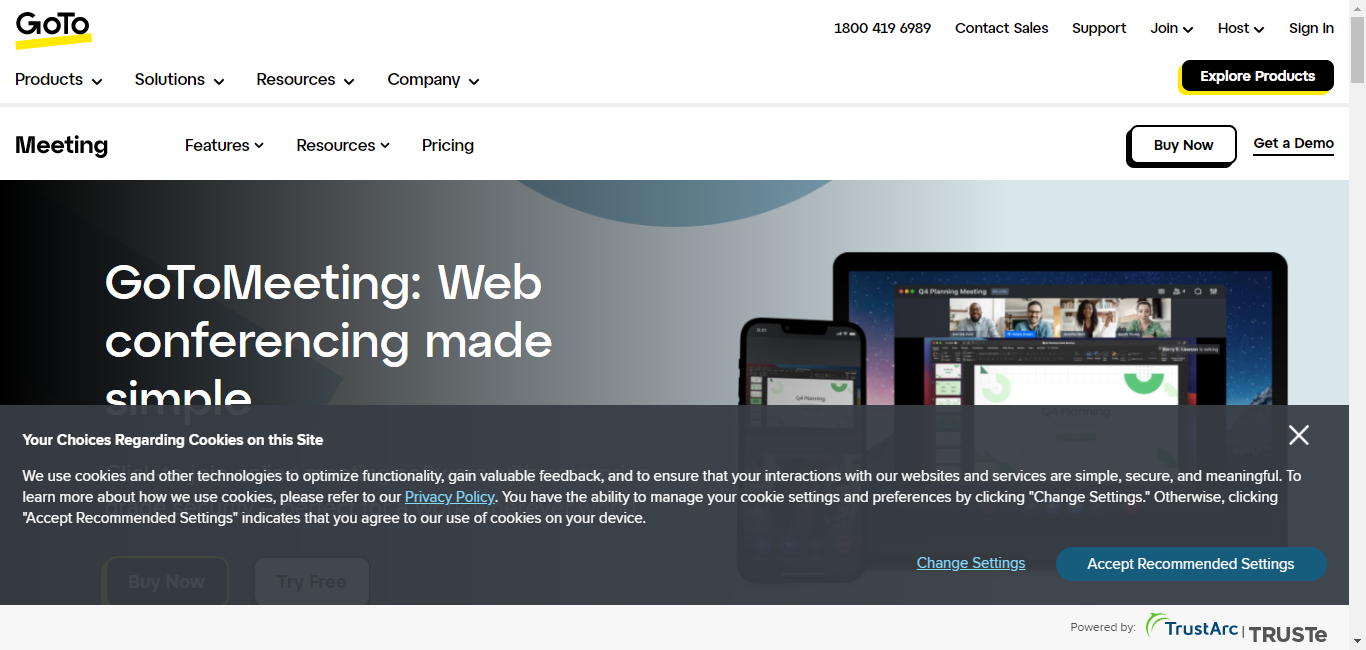 GoTo
1800 419 6989 Contact Sales Support Join Host Sign In
Products Solutions Resources Company
Explore Products
Meeting Features Resources Pricing
Buy Now Get a Demo
GoToMeeting: Web
conferencing made
simple
Q4 Planning Meeting
Q4 Planning
Q4 Planning
Your Choices Regarding Cookies on this Site
We use cookies and other technologies to optimize functionality, gain valuable feedback, and to ensure that your interactions with our websites and services are simple, secure, and meaningful. To
learn more about how we use cookies, please refer to our Privacy Policy. You have the ability to manage your cookie settings and preferences by clicking "Change Settings." Otherwise, clicking
"Accept Recommended Settings" indicates that you agree to our use of cookies on your device.
Change Settings Accept Recommended Settings
Buy Now Try Free
Powered by: TrustArc | TRUSTe